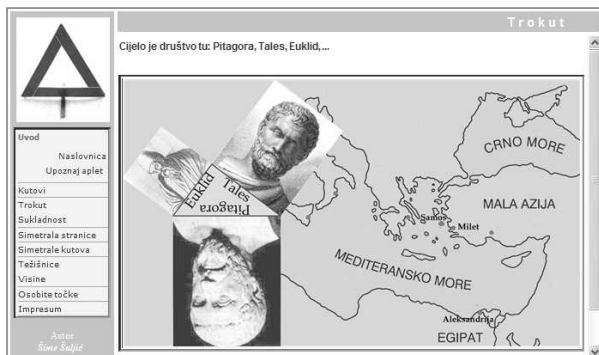 Trokut
Cijelo je društvo tu: Pitagora, Tales, Euklid,...
Uvod
Naslovnica
Upoznaj aplet
Kutovi
Trokut
Sukladnost
Simetrala stranice
Simetrale kutova
Težišnice
Visine
Osobite točke
Impresum
Autor
Šime Šuljić
Euklid
Tales
Pitagora
CRNO MORE
MALA AZIJA
Samos
Milet
MEDITERANSKO MORE
Aleksandrija
EGIPAT